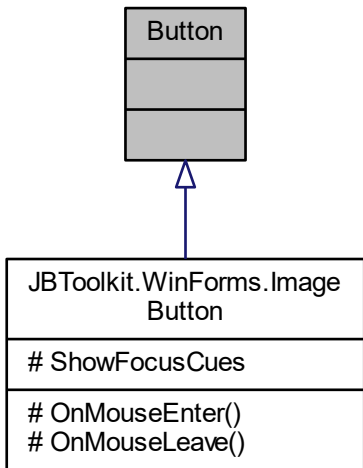 Button
JBToolkit.WinForms.Image
Button
# ShowFocusCues
# OnMouseEnter()
# OnMouseLeave()